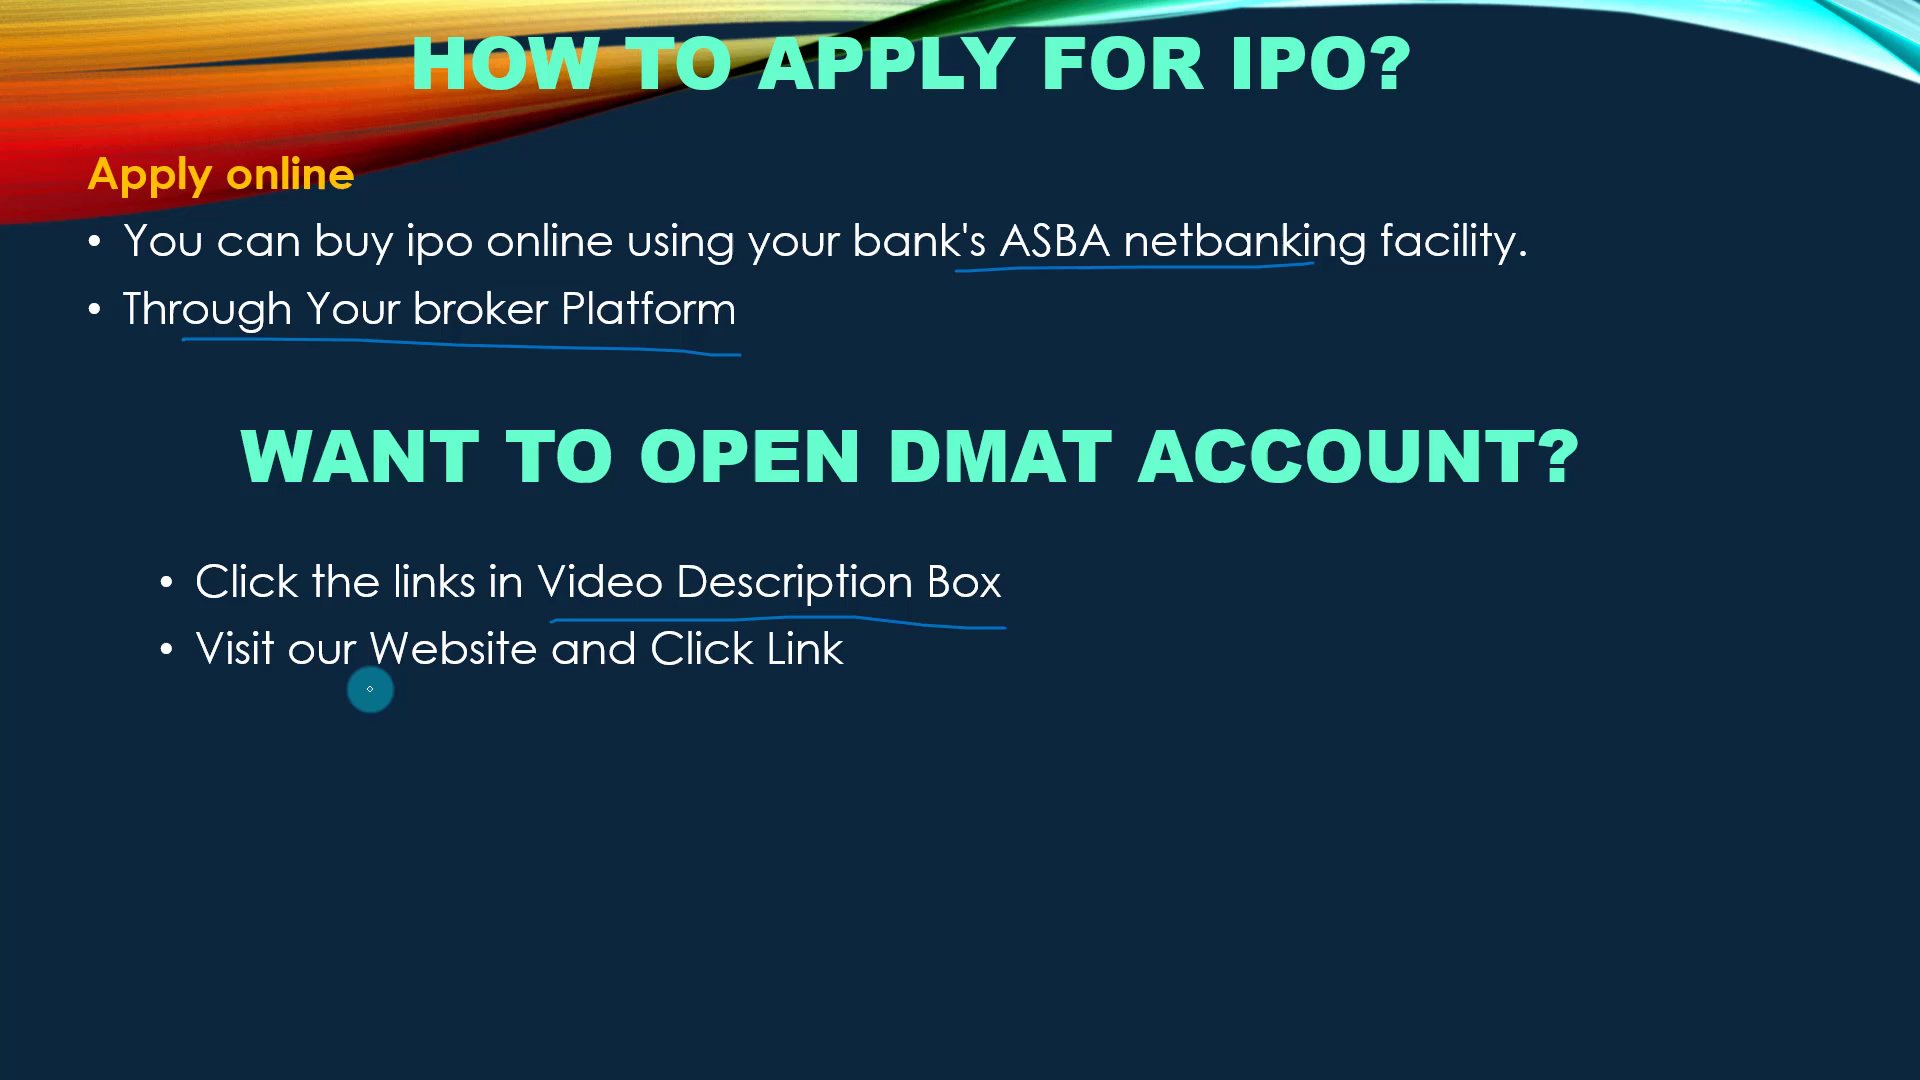 HOW TO APPLY FOR IPO?
Apply online
• You can buy ipo online using your bank's ASBA netbanking facility.
• Through Your broker Platform
WANT TO OPEN DMAT ACCOUNT?
• Click the links in Video Description Box
• Visit our Website and Click Link